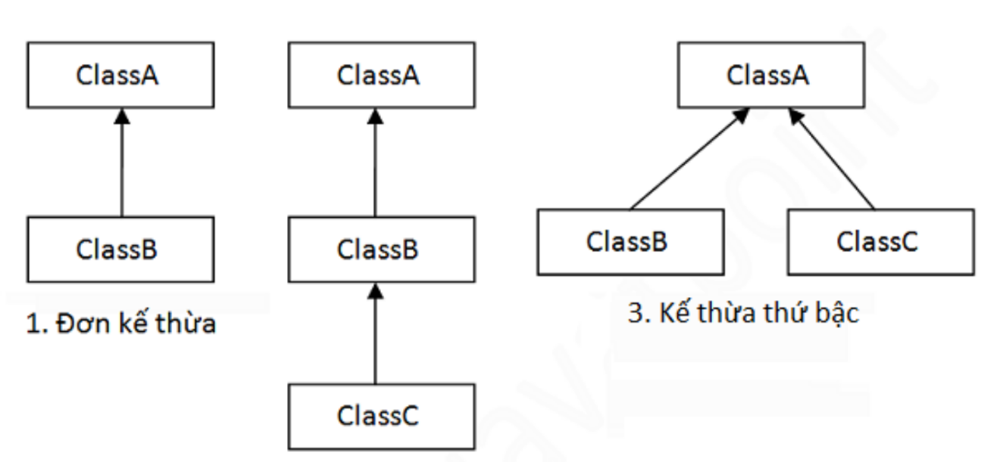 ClassA
ClassB
1. Đơn kế thừa
ClassA
ClassB
ClassC
ClassA
ClassB
ClassC
3. Kế thừa thứ bậc